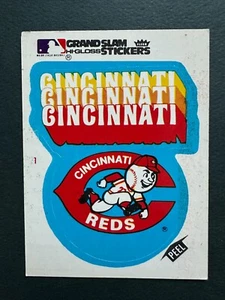 GRAND SLAM
HI-GLOSS STICKERS
CINCINNATI
CINCINNATI
CINCINNATI
CINCINNATI
REDS
®
PEEL